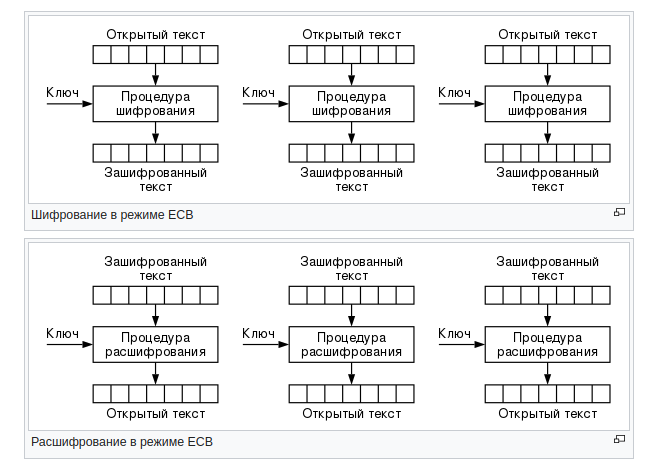 Открытый текст Открытый текст Открытый текст
Ключ Ключ Ключ
Процедура Процедура Процедура
шифрования шифрования шифрования
Зашифрованный Зашифрованный Зашифрованный
текст текст текст
Шифрование в режиме ECB
Зашифрованный Зашифрованный Зашифрованный
текст текст текст
Ключ Ключ Ключ
Процедура Процедура Процедура
расшифрования расшифрования расшифрования
Открытый текст Открытый текст Открытый текст
Расшифрование в режиме ECB